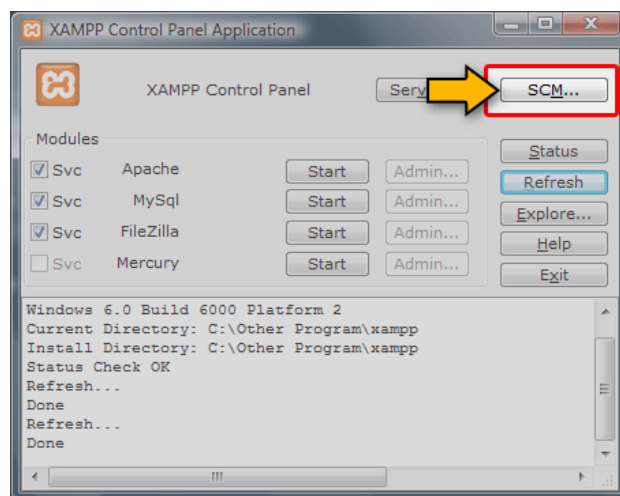 XAMPP Control Panel Application
XAMPP Control Panel
SCM...
Modules
Status
Svc Apache Start Admin...
Refresh
Svc MySql Start Admin...
Explore...
Svc FileZilla Start Admin...
Help
Svc Mercury Start Admin...
Exit
Windows 6.0 Build 6000 Platform 2
Current Directory: C:\Other Program\xampp
Install Directory: C:\Other Program\xampp
Status Check OK
Refresh...
Done
Refresh...
Done